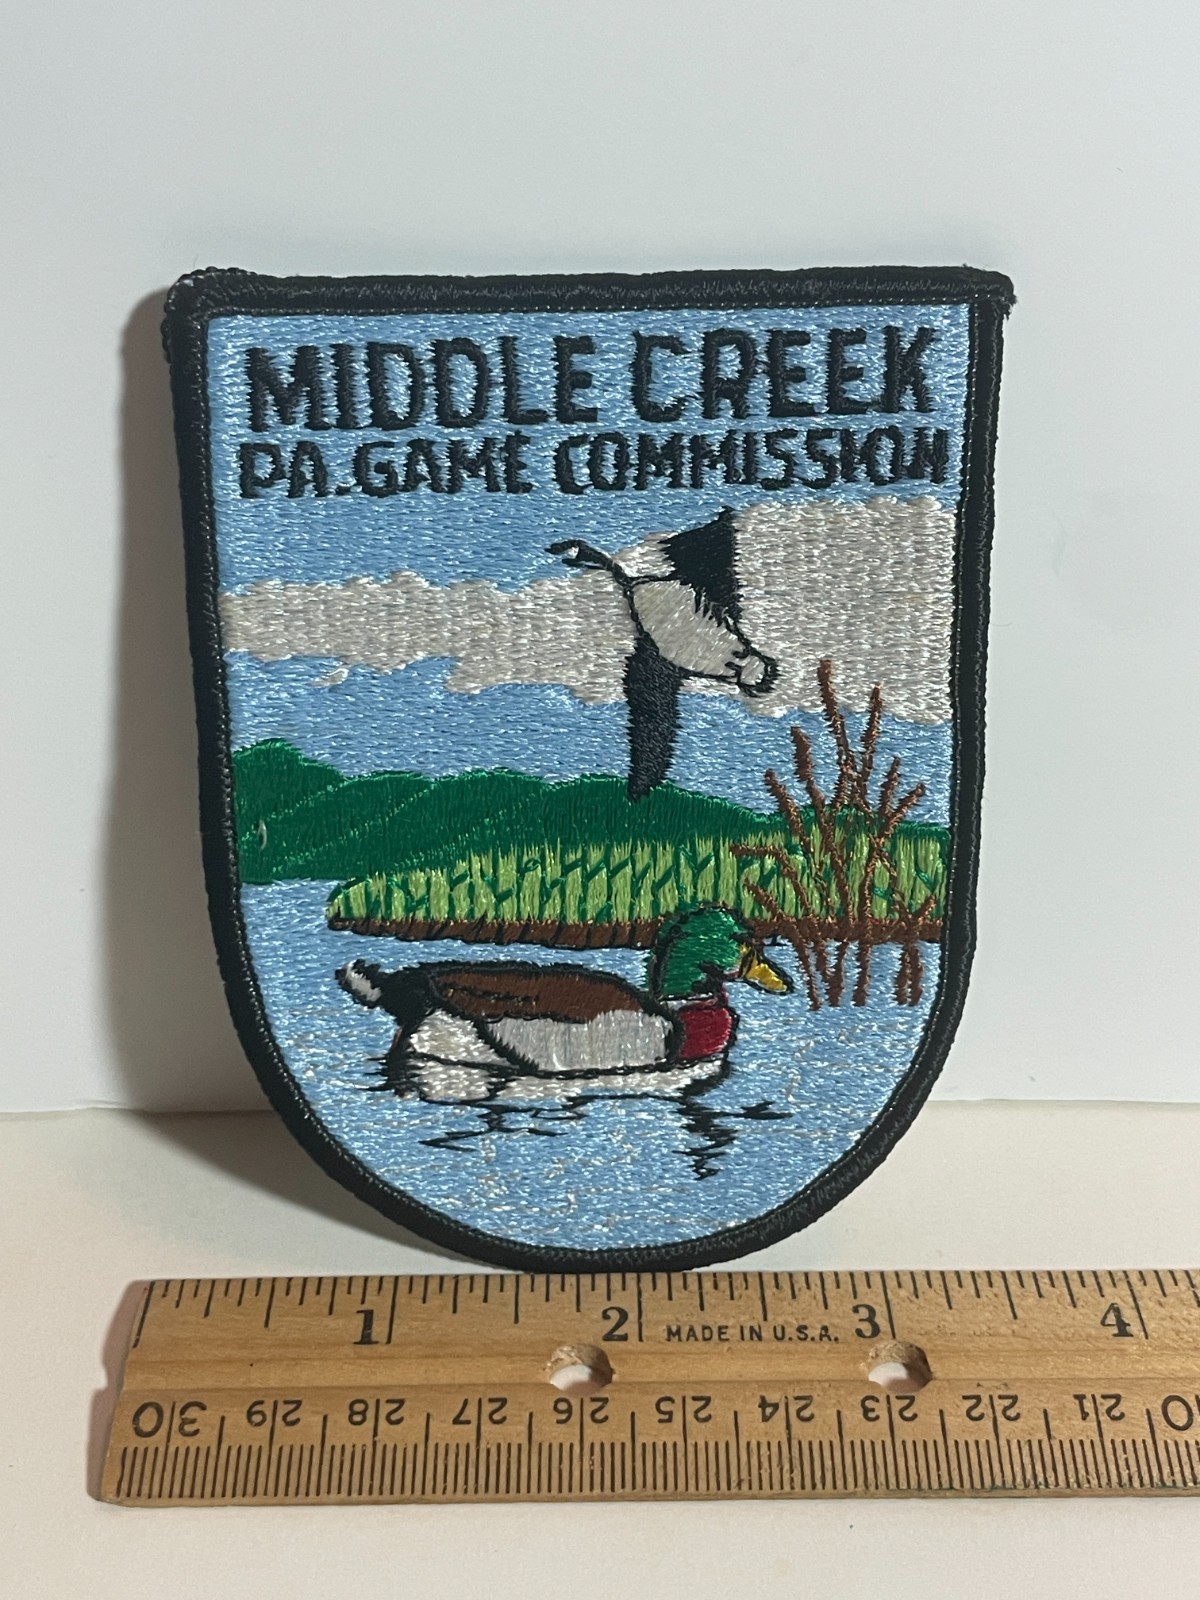 MIDDLE CREEK
PA. GAME COMMISSION
1 2 MADE IN U.S.A. 3 4
30 29 28 27 26 25 24 23 22 21 20